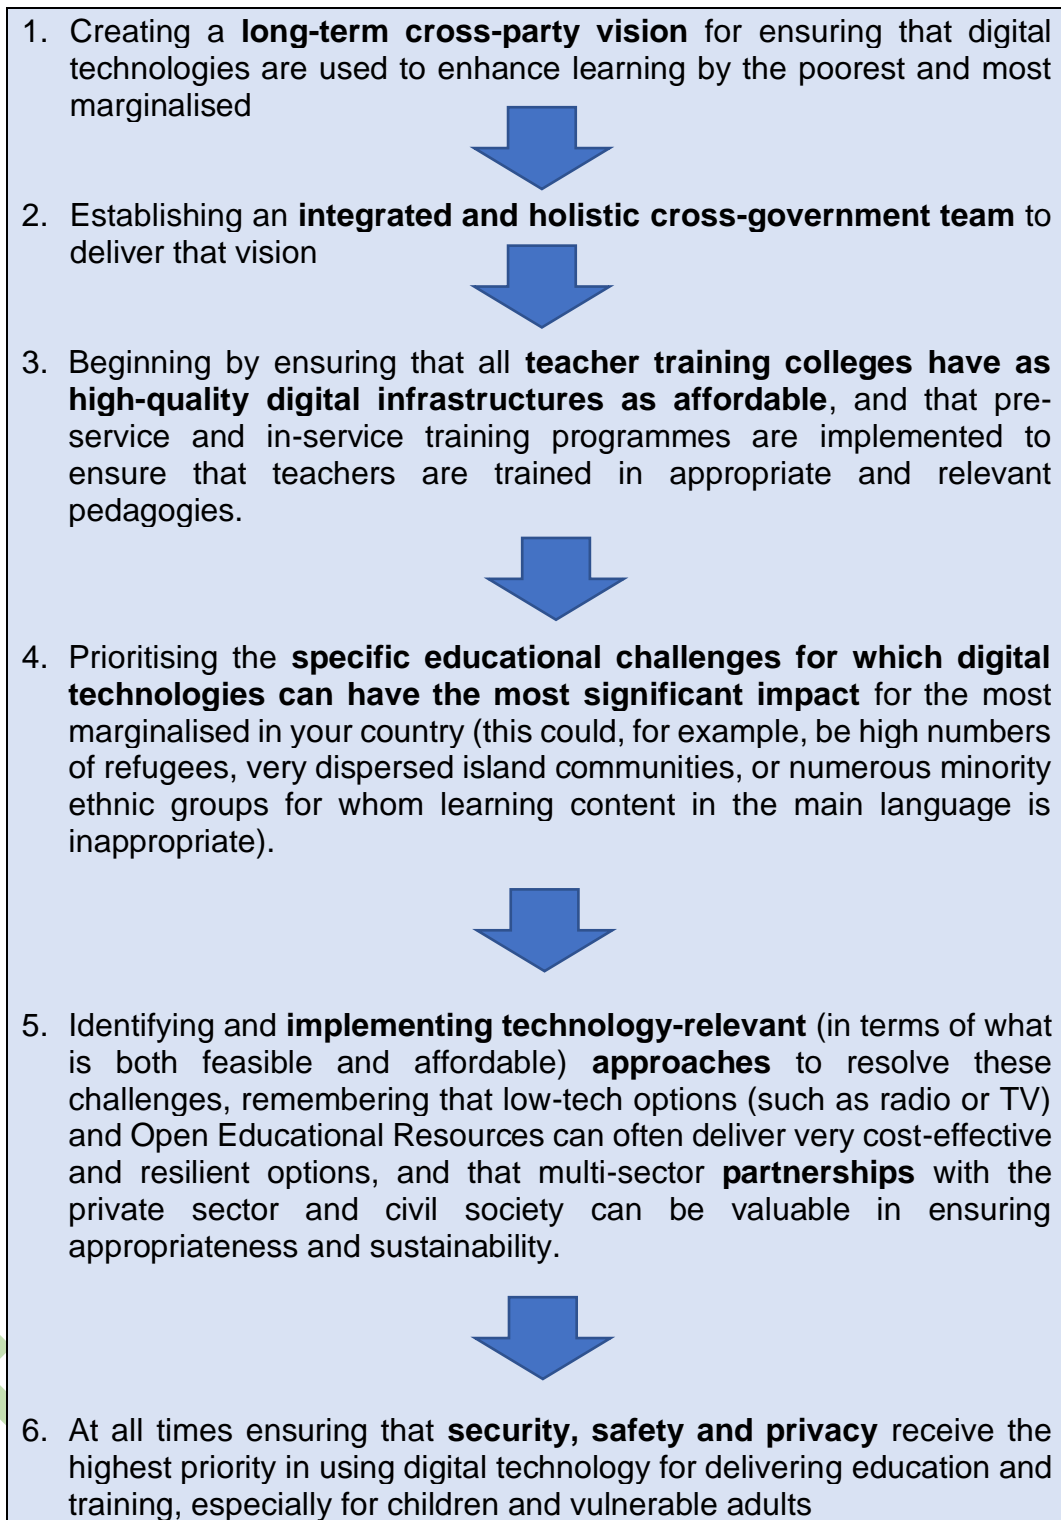 1. Creating a long-term cross-party vision for ensuring that digital
technologies are used to enhance learning by the poorest and most
marginalised
2. Establishing an integrated and holistic cross-government team to
deliver that vision
3. Beginning by ensuring that all teacher training colleges have as
high-quality digital infrastructures as affordable, and that pre-
service and in-service training programmes are implemented to
ensure that teachers are trained in appropriate and relevant
pedagogies.
4. Prioritising the specific educational challenges for which digital
technologies can have the most significant impact for the most
marginalised in your country (this could, for example, be high numbers
of refugees, very dispersed island communities, or numerous minority
ethnic groups for whom learning content in the main language is
inappropriate).
5. Identifying and implementing technology-relevant (in terms of what
is both feasible and affordable) approaches to resolve these
challenges, remembering that low-tech options (such as radio or TV)
and Open Educational Resources can often deliver very cost-effective
and resilient options, and that multi-sector partnerships with the
private sector and civil society can be valuable in ensuring
appropriateness and sustainability.
6. At all times ensuring that security, safety and privacy receive the
highest priority in using digital technology for delivering education and
training, especially for children and vulnerable adults